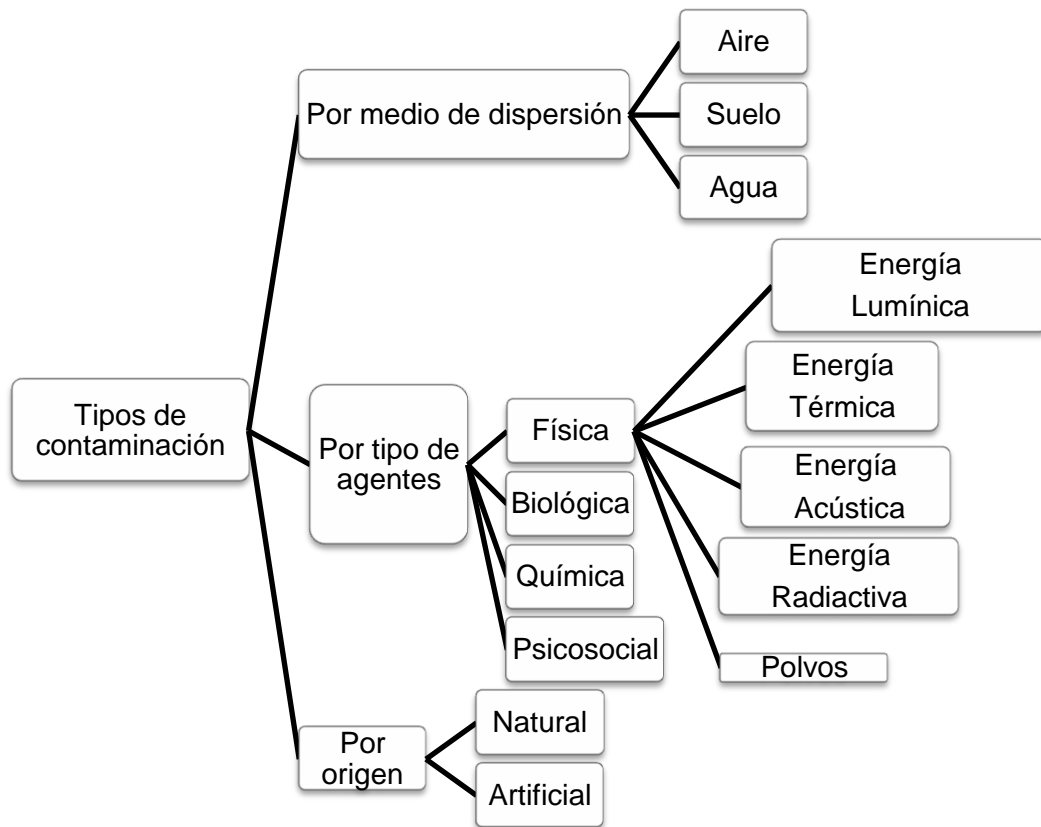 Tipos de
contaminación
Por medio de dispersión
Aire
Suelo
Agua
Por tipo de
agentes
Física
Energía
Lumínica
Energía
Térmica
Energía
Acústica
Energía
Radiactiva
Polvos
Biológica
Química
Psicosocial
Por
origen
Natural
Artificial